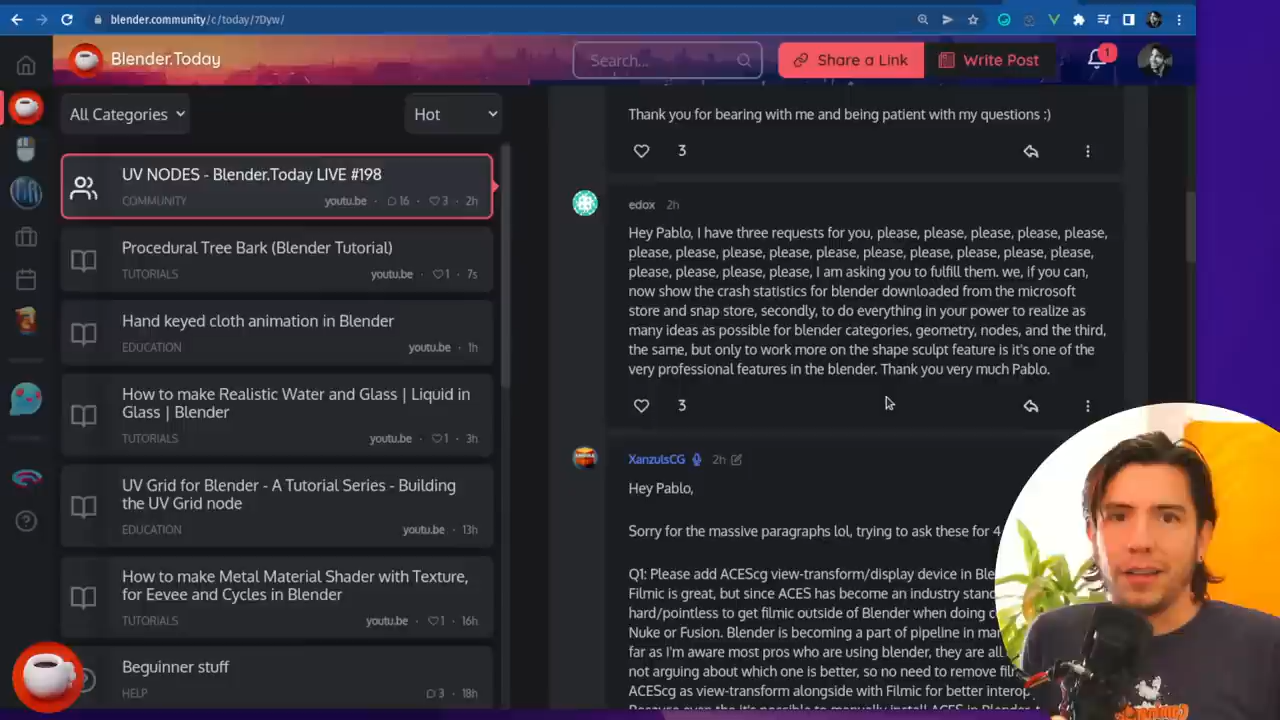 blender.community/c/today/7Dyw/
Blender.Today
Search...
Share a Link
Write Post
1
All Categories
Hot
UV NODES - Blender.Today LIVE #198
COMMUNITY
youtu.be · 16 · 3 · 2h
Procedural Tree Bark (Blender Tutorial)
TUTORIALS
youtu.be · 1 · 7s
Hand keyed cloth animation in Blender
EDUCATION
youtu.be · 1h
How to make Realistic Water and Glass | Liquid in
Glass | Blender
TUTORIALS
youtu.be · 1 · 3h
UV Grid for Blender - A Tutorial Series - Building
the UV Grid node
EDUCATION
youtu.be · 13h
How to make Metal Material Shader with Texture,
for Eevee and Cycles in Blender
TUTORIALS
youtu.be · 1 · 16h
Beguinner stuff
HELP
3 · 18h
Thank you for bearing with me and being patient with my questions :)
3
edox 2h
Hey Pablo, I have three requests for you, please, please, please, please, please,
please, please, please, please, please, please, please, please, please, please,
please, please, please, please, I am asking you to fulfill them. we, if you can,
now show the crash statistics for blender downloaded from the microsoft
store and snap store, secondly, to do everything in your power to realize as
many ideas as possible for blender categories, geometry, nodes, and the third,
the same, but only to work more on the shape sculpt feature is it's one of the
very professional features in the blender. Thank you very much Pablo.
3
XanzulsCG 2h
Hey Pablo,
Sorry for the massive paragraphs lol, trying to ask these for 4
Q1: Please add ACEScg view-transform/display device in Ble
Filmic is great, but since ACES has become an industry stan
hard/pointless to get filmic outside of Blender when doing c
Nuke or Fusion. Blender is becoming a part of pipeline in ma
far as I'm aware most pros who are using blender, they are all
not arguing about which one is better, so no need to remove fil
ACEScg as view-transform alongside with Filmic for better interop